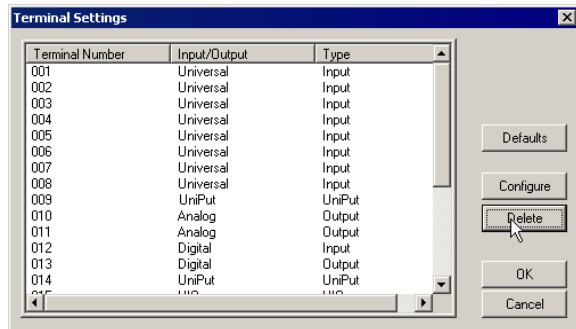 Terminal Settings
Terminal Number Input/Output Type
001 Universal Input
002 Universal Input
003 Universal Input
004 Universal Input
005 Universal Input
006 Universal Input
007 Universal Input
008 Universal Input
009 UniPut UniPut
010 Analog Output
011 Analog Output
012 Digital Input
013 Digital Output
014 UniPut UniPut
Defaults
Configure
Delete
OK
Cancel